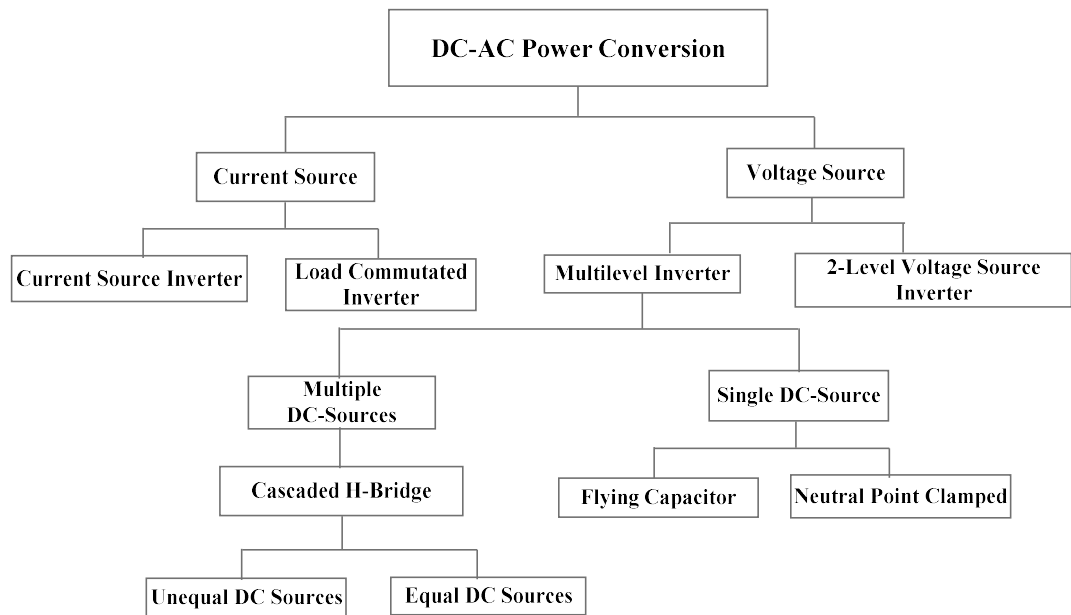 DC-AC Power Conversion
Current Source
Voltage Source
Current Source Inverter
Load Commutated
Inverter
Multilevel Inverter
2-Level Voltage Source
Inverter
Multiple
DC-Sources
Single DC-Source
Cascaded H-Bridge
Flying Capacitor
Neutral Point Clamped
Unequal DC Sources
Equal DC Sources